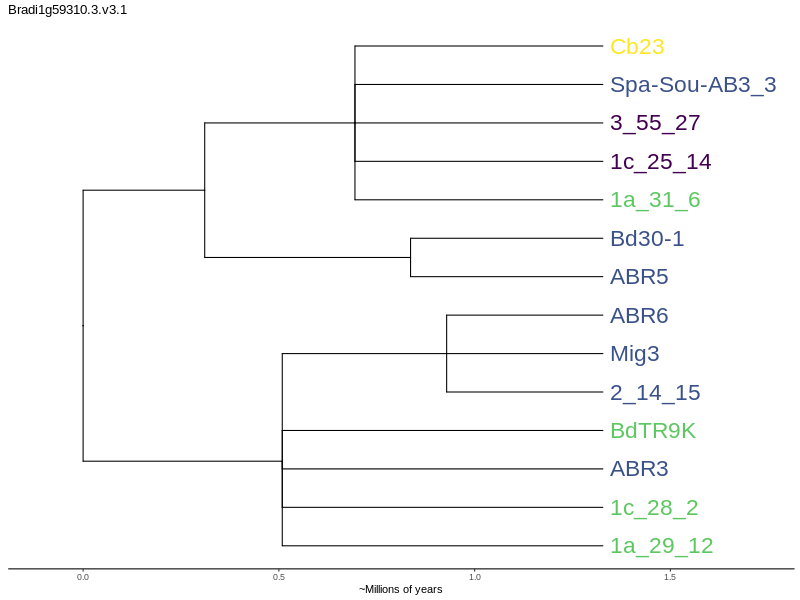 Bradi1g59310.3.v3.1
Cb23
Spa-Sou-AB3_3
3_55_27
1c_25_14
1a_31_6
Bd30-1
ABR5
ABR6
Mig3
2_14_15
BdTR9K
ABR3
1c_28_2
1a_29_12
0.0 0.5 1.0 1.5
~Millions of years